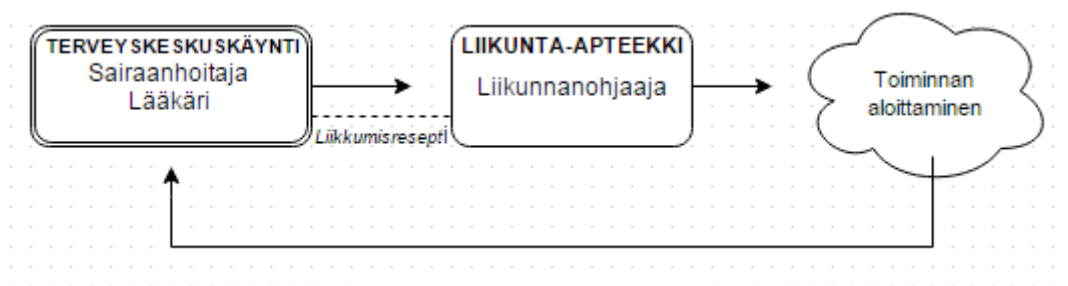 TERVEYSKESKUSKÄYNTI
Sairaanhoitaja
Lääkäri
Liikkumisresepti
LIIKUNTA-APTEEKKI
Liikunnanohjaaja
Toiminnan
aloittaminen